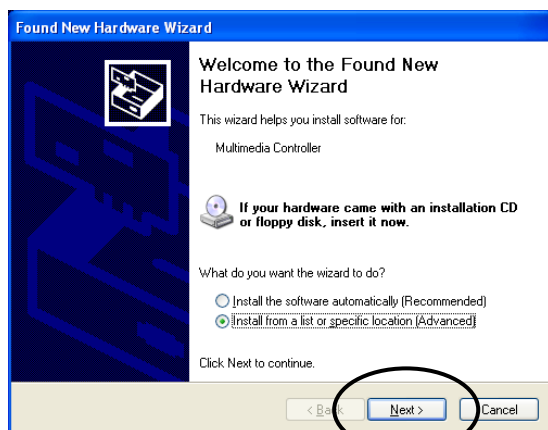 Found New Hardware Wizard
Welcome to the Found New
Hardware Wizard
This wizard helps you install software for:
Multimedia Controller
If your hardware came with an installation CD
or floppy disk, insert it now.
What do you want the wizard to do?
Install the software automatically (Recommended)
Install from a list or specific location (Advanced)
Click Next to continue.
< Back Next > Cancel